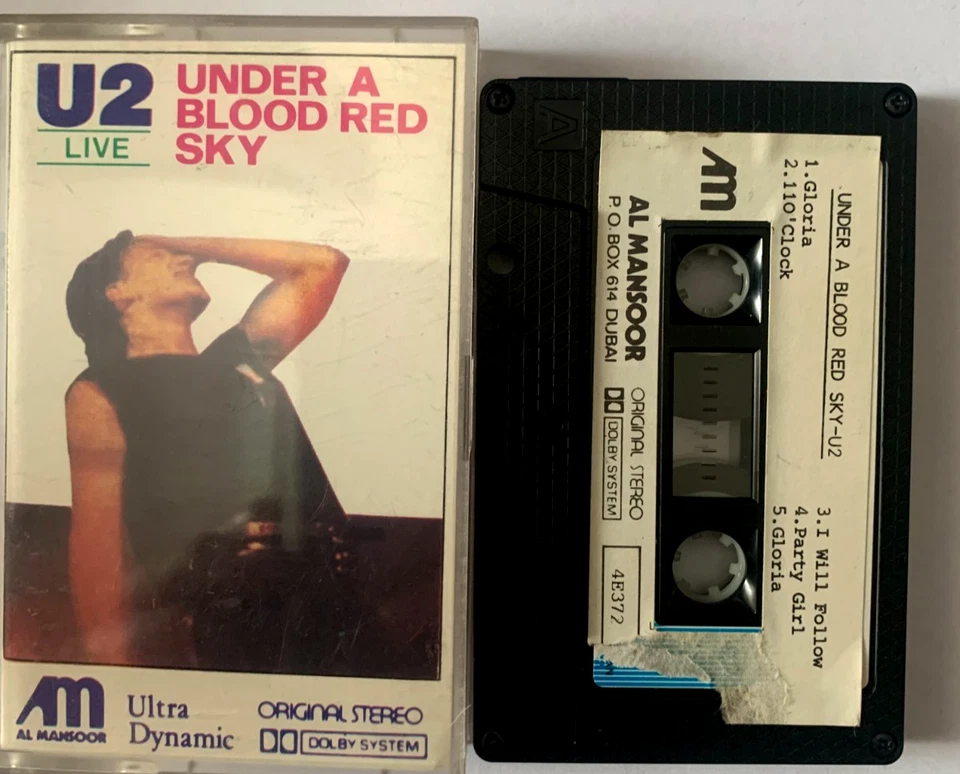 U2
LIVE
UNDER A
BLOOD RED
SKY
AM
AL MANSOOR
Ultra
Dynamic
ORIGINAL STEREO
DOLBY SYSTEM
A
UNDER A BLOOD RED SKY-U2
1.Gloria
2.11O'Clock
3.I Will Follow
4.Party Girl
5.Gloria
AM
AL MANSOOR
P.O.BOX 614 DUBAI
ORIGINAL STEREO
DOLBY SYSTEM
4E372